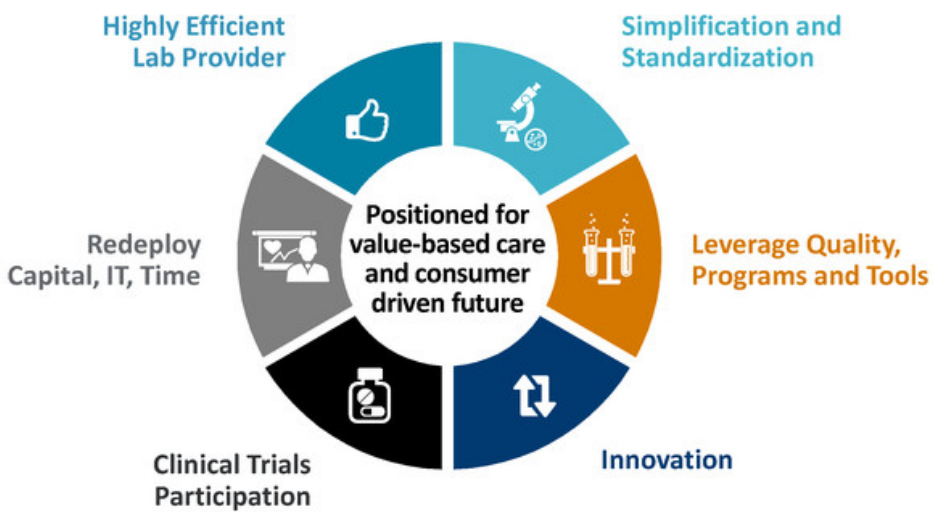 Highly Efficient
Lab Provider
Simplification and
Standardization
Positioned for
value-based care
and consumer
driven future
Redeploy
Capital, IT, Time
Leverage Quality,
Programs and Tools
Clinical Trials
Participation
Innovation